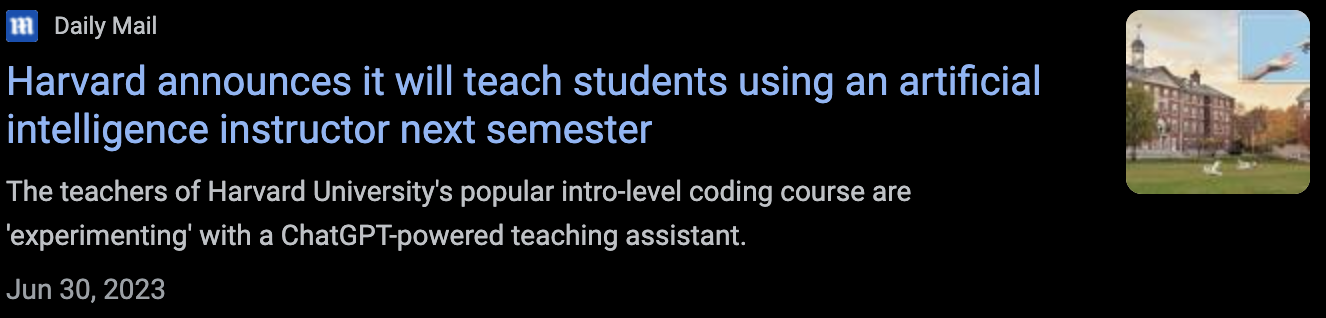 Daily Mail
Harvard announces it will teach students using an artificial
intelligence instructor next semester
The teachers of Harvard University's popular intro-level coding course are
'experimenting' with a ChatGPT-powered teaching assistant.
Jun 30, 2023